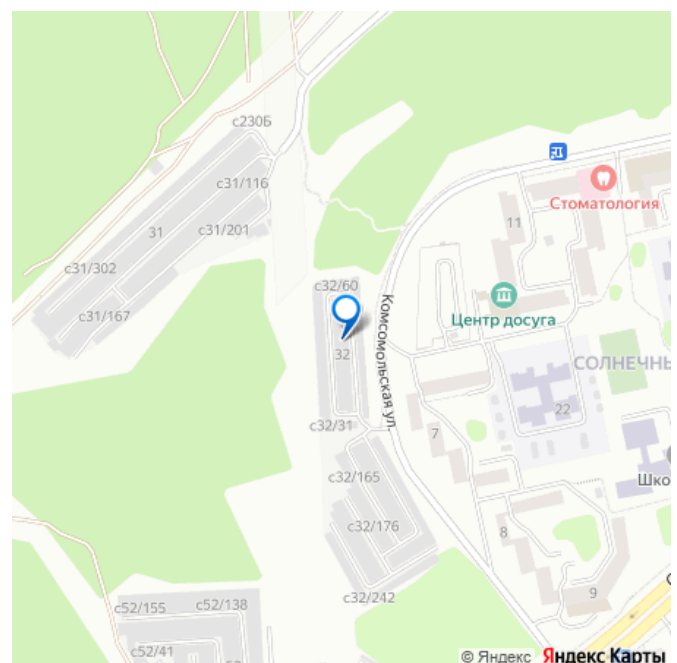 с230Б
с31/116
Стоматология
31
с31/201
11
с31/302
с32/60
Центр досуга
с31/167
Комсомольская ул.
32
СОЛНЕЧНЫ
22
с32/31
7
с32/165
Шко
с32/176
8
с32/242
9
с52/155
с52/138
с52/41
© Яндекс Яндекс Карты